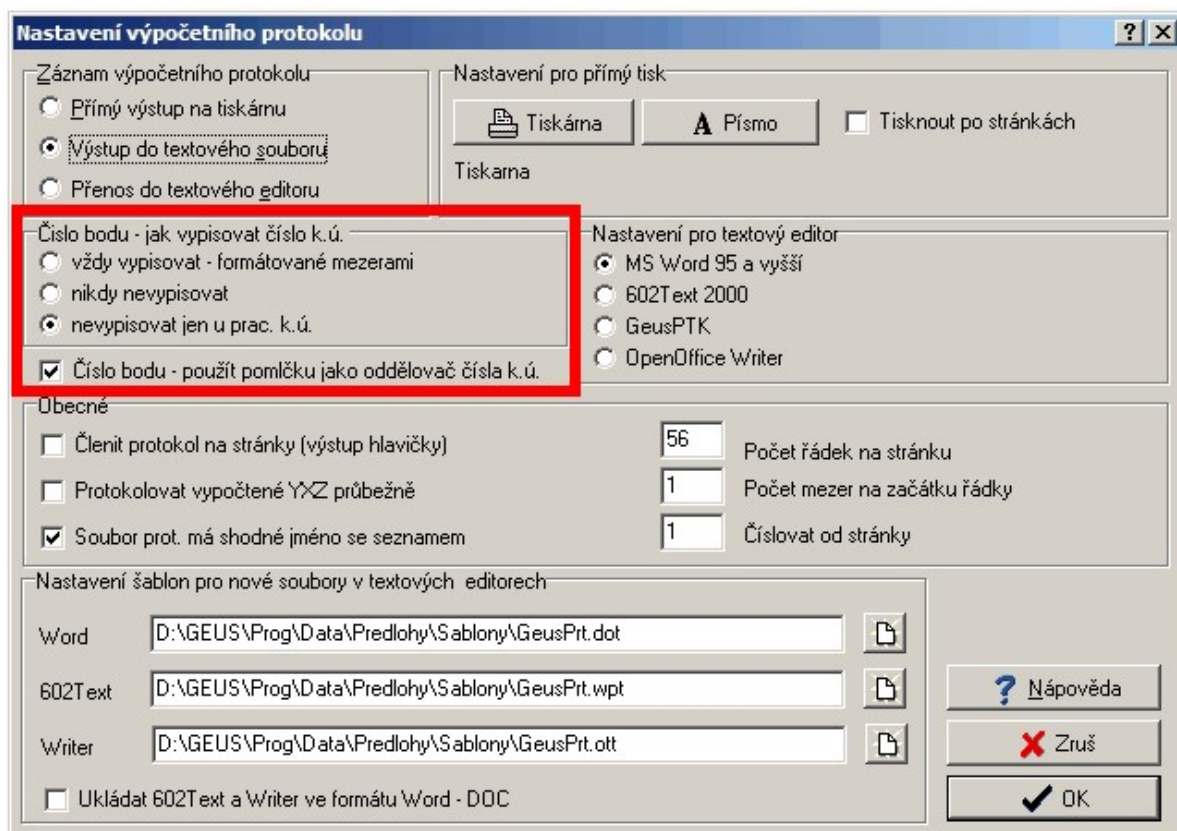 Nastavení výpočetního protokolu
Záznam výpočetního protokolu
Přímý výstup na tiskárnu
Výstup do textového souboru
Přenos do textového editoru
Nastavení pro přímý tisk
Tiskárna
A Písmo
Tisknout po stránkách
Tiskarna
Čislo bodu - jak vypisovat číslo k.ú.
vždy vypisovat - formátované mezerami
nikdy nevypisovat
nevypisovat jen u prac. k.ú.
Číslo bodu - použít pomlčku jako oddělovač čísla k.ú.
Nastavení pro textový editor
MS Word 95 a vyšší
602Text 2000
GeusPTK
OpenOffice Writer
Obecné
Členit protokol na stránky (výstup hlavičky)
Protokolovat vypočtené YXZ průbežně
Soubor prot. má shodné jméno se seznamem
56 Počet řádek na stránku
1 Počet mezer na začátku řádky
1 Číslovat od stránky
Nastavení šablon pro nové soubory v textových editorech
Word D:\GEUS\Prog\Data\Predlohy\Sablony\GeusPrt.dot
602Text D:\GEUS\Prog\Data\Predlohy\Sablony\GeusPrt.wpt
Writer D:\GEUS\Prog\Data\Predlohy\Sablony\GeusPrt.ott
Ukládat 602Text a Writer ve formátu Word - DOC
? Nápověda
Zruš
OK